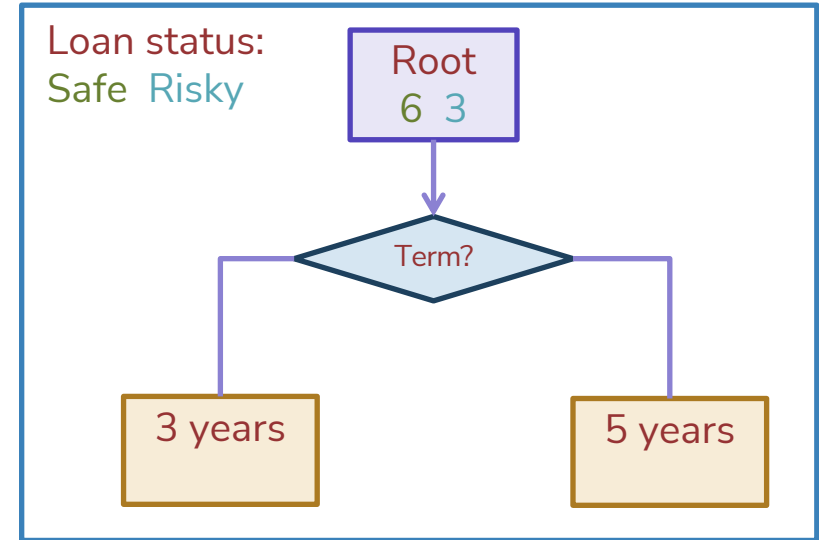 Loan status:
Safe Risky
Root
6 3
Term?
3 years
5 years